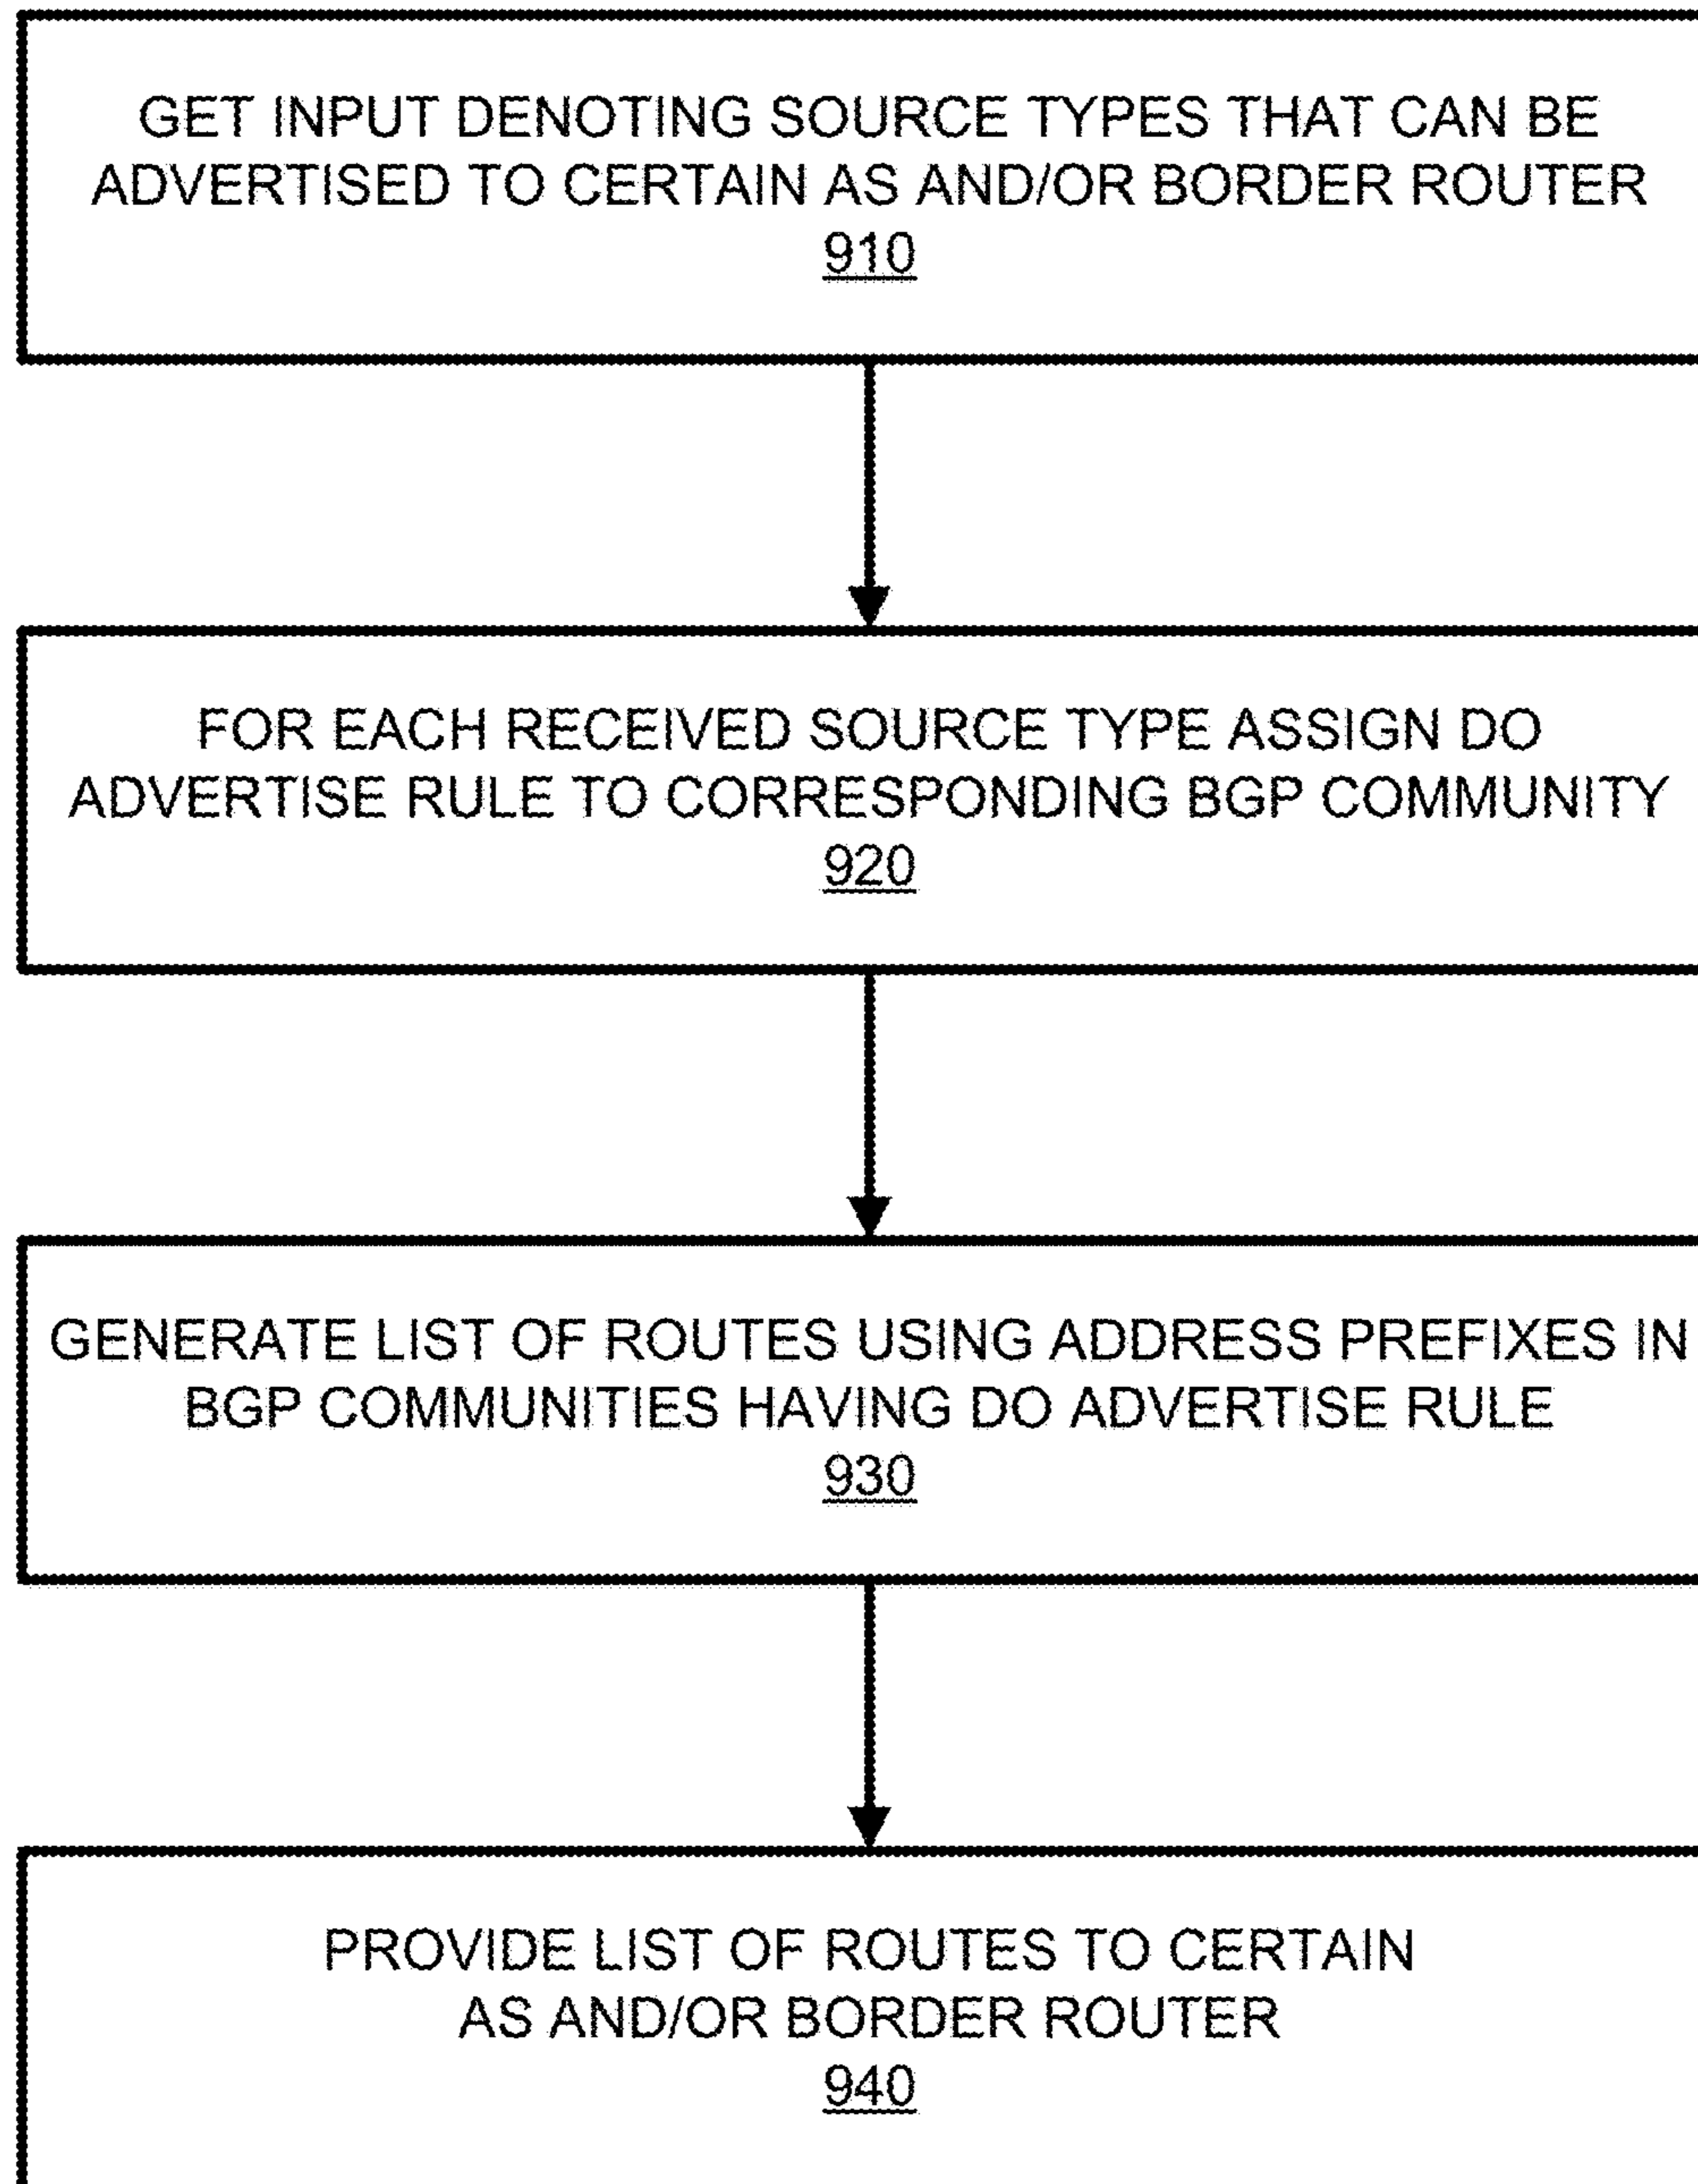 GET INPUT DENOTING SOURCE TYPES THAT CAN BE
ADVERTISED TO CERTAIN AS AND/OR BORDER ROUTER
910
FOR EACH RECEIVED SOURCE TYPE ASSIGN DO
ADVERTISE RULE TO CORRESPONDING BGP COMMUNITY
920
GENERATE LIST OF ROUTES USING ADDRESS PREFIXES IN
BGP COMMUNITIES HAVING DO ADVERTISE RULE
930
PROVIDE LIST OF ROUTES TO CERTAIN
AS AND/OR BORDER ROUTER
940